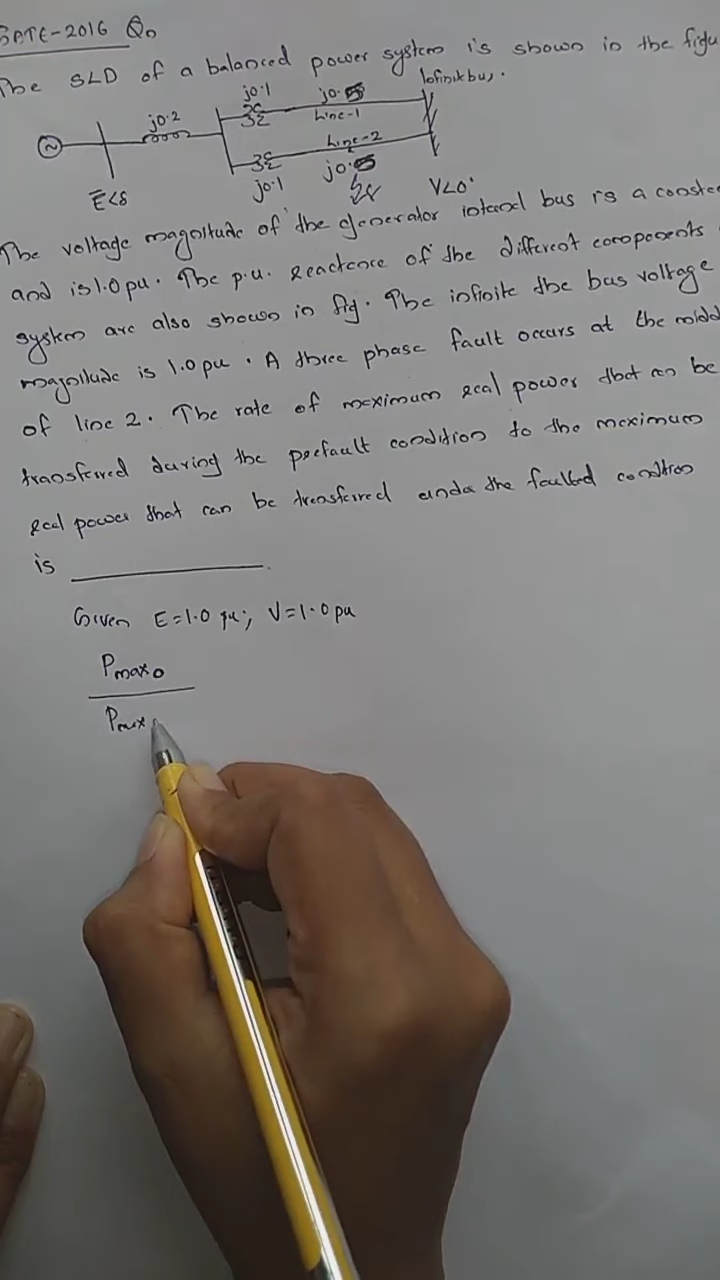 GATE-2016 Qn
The SLD of a balanced power system is shown in the figu
Infinite bus.
j0.1
j0.5
j0.2
Line-1
Line-2
j0.1
j0.5
E<δ
V∠0°
The voltage magnitude of the generator internal bus is a constan
and is 1.0 pu. The p.u. reactance of the different components
system are also shown in fig. The infinite the bus voltage
magnitude is 1.0 pu. A three phase fault occurs at the midd
of line 2. The rate of maximum real power that can be
transferred during the prefault condition to the maximum
real power that can be transferred under the faulted condition
is ____________.
Given E=1.0 pu; V=1.0 pu
Pmax0
Pmax